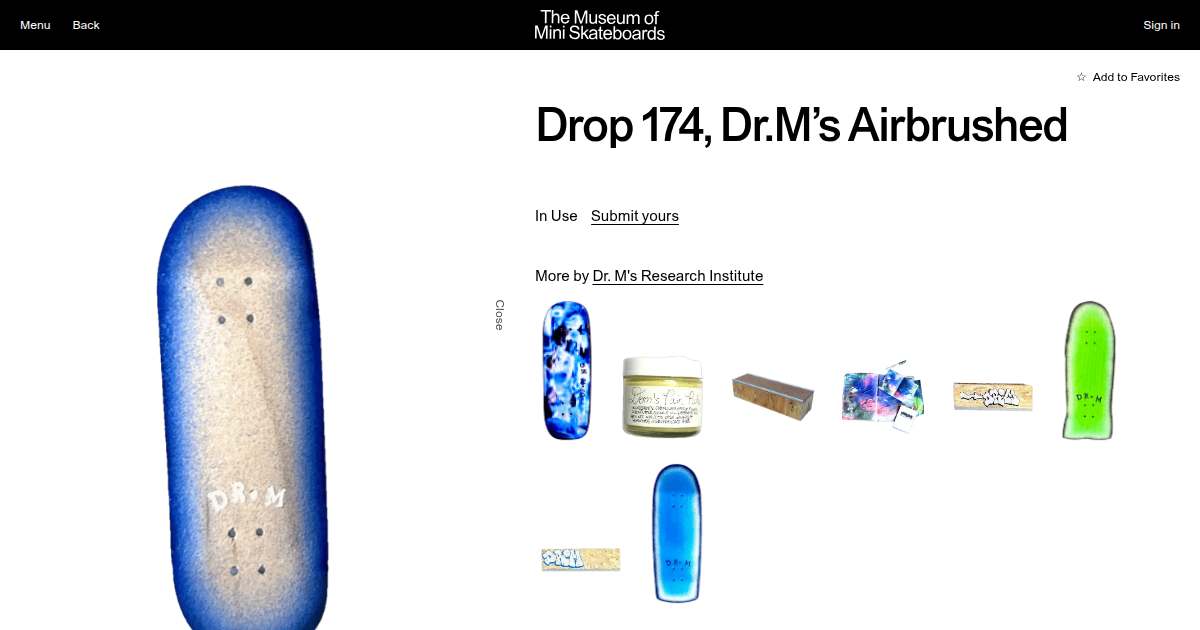 Menu
Back
The Museum of
Mini Skateboards
Sign in
☆ Add to Favorites
Drop 174, Dr.M’s Airbrushed
In Use Submit yours
More by Dr. M's Research Institute
Close
DR•M
DR•M
DR•M